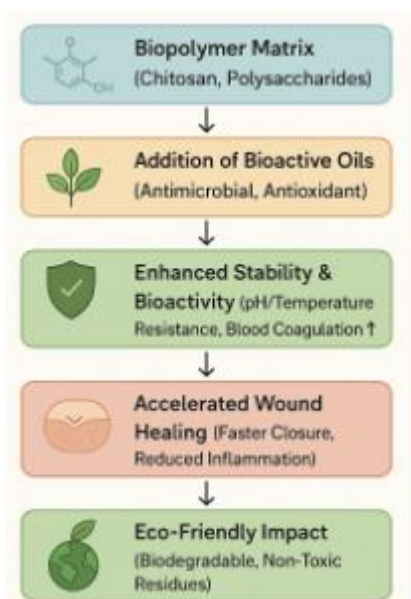 Biopolymer Matrix
(Chitosan, Polysaccharides)
Addition of Bioactive Oils
(Antimicrobial, Antioxidant)
Enhanced Stability &
Bioactivity (pH/Temperature
Resistance, Blood Coagulation ↑
Accelerated Wound
Healing (Faster Closure,
Reduced Inflammation)
Eco-Friendly Impact
(Biodegradable, Non-Toxic
Residues)